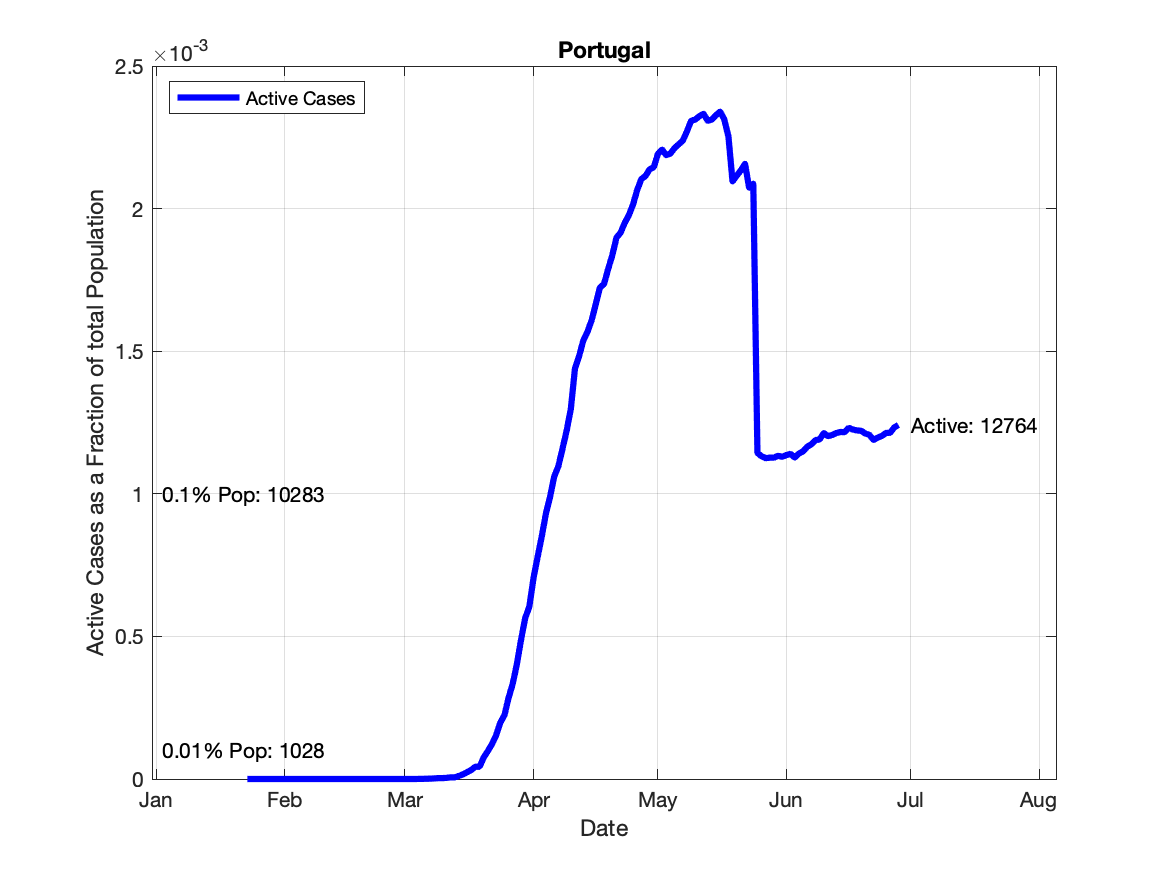 Portugal
×10-3
2.5
2
1.5
1
0.5
0
Active Cases
Active: 12764
0.1% Pop: 10283
0.01% Pop: 1028
Active Cases as a Fraction of total Population
Jan Feb Mar Apr May Jun Jul Aug
Date